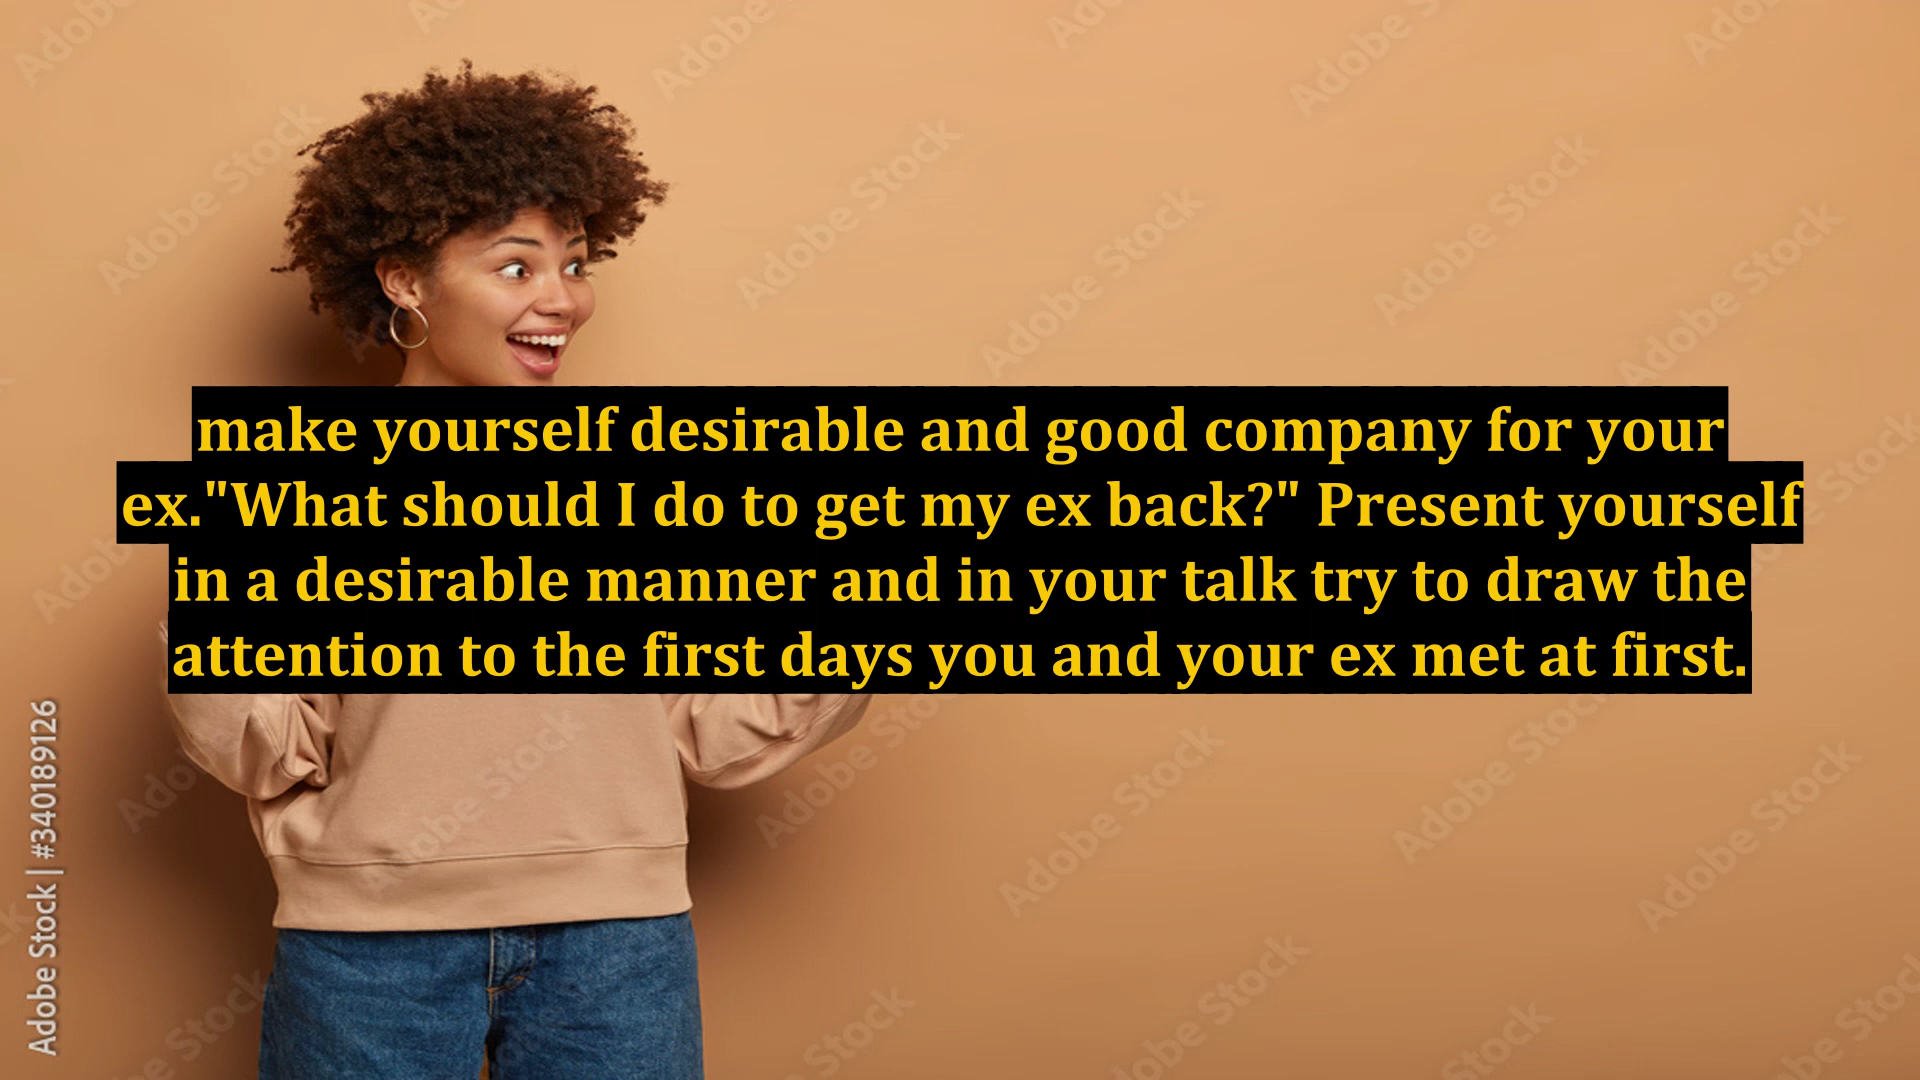 make yourself desirable and good company for your
ex."What should I do to get my ex back?" Present yourself
in a desirable manner and in your talk try to draw the
attention to the first days you and your ex met at first.
Adobe Stock | #340189126
Adobe Stock